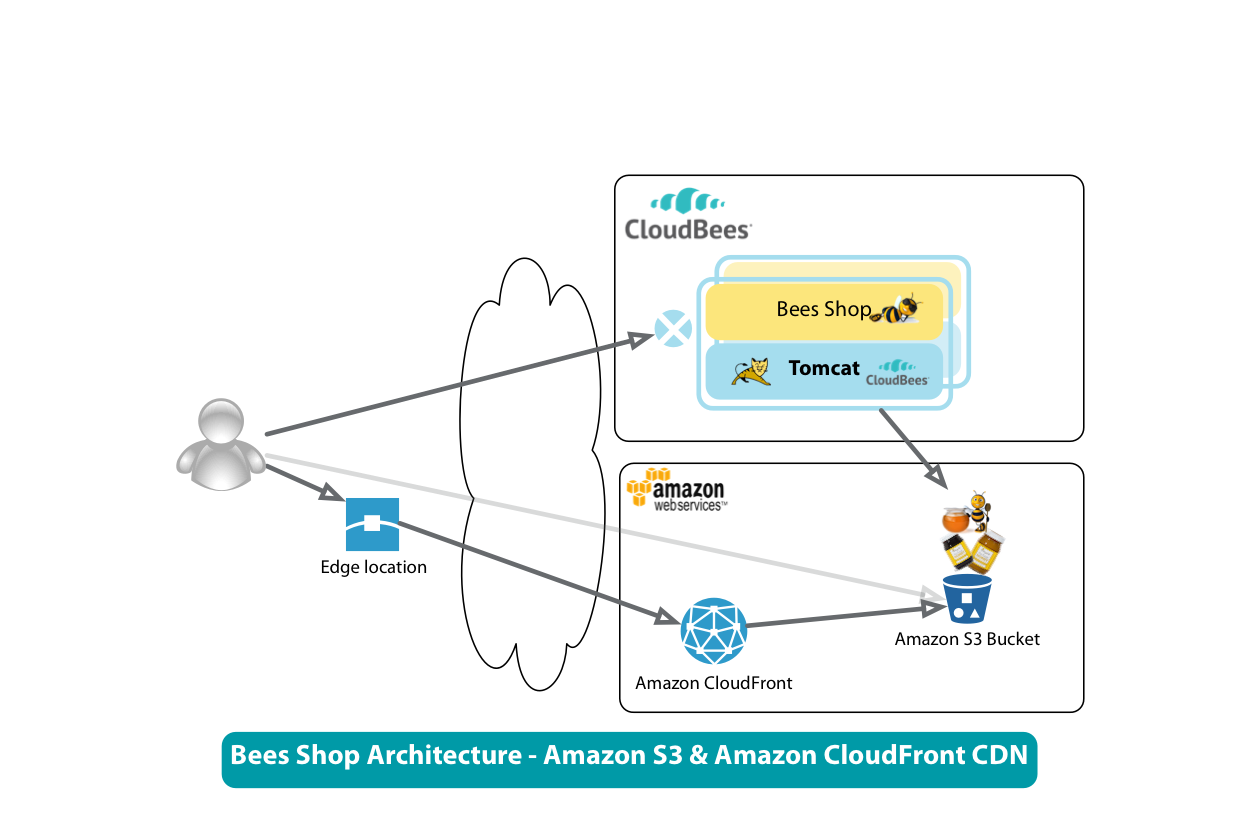 CloudBees
Bees Shop
Tomcat
CloudBees
amazon
webservices™
Edge location
Amazon S3 Bucket
Amazon CloudFront
Bees Shop Architecture - Amazon S3 & Amazon CloudFront CDN